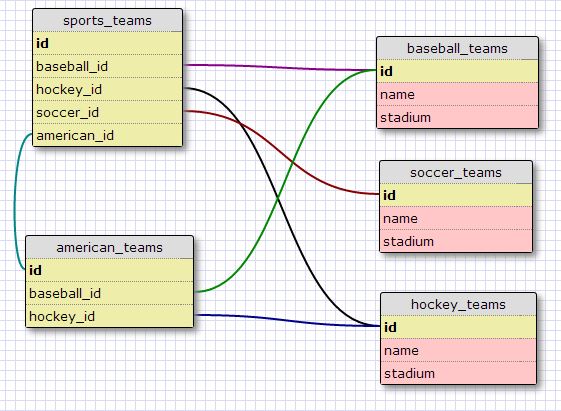 sports_teams
id
baseball_id
hockey_id
soccer_id
american_id
american_teams
id
baseball_id
hockey_id
baseball_teams
id
name
stadium
soccer_teams
id
name
stadium
hockey_teams
id
name
stadium